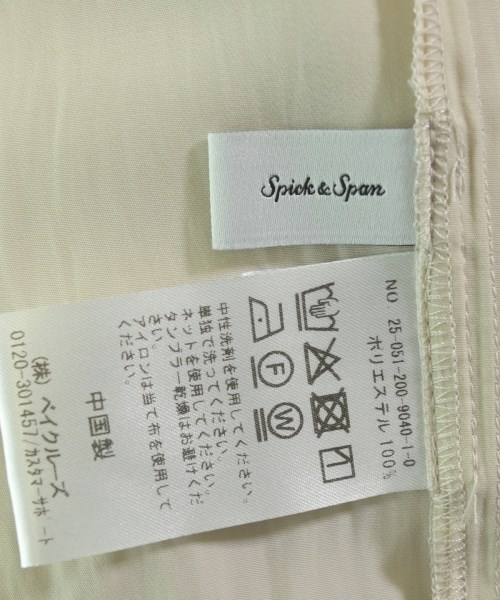 Spick & Span
NO 25-051-200-9040-1-0
ポリエステル 100%
F
W
中性洗剤を使用してください。
単独で洗ってください。
ネットを使用してください。
タンブラー乾燥はお避けくだ
さい。
アイロンは当て布を使用して
ください。
中国製
(株) ベイクルーズ
0120-301457/カスタマーサポート